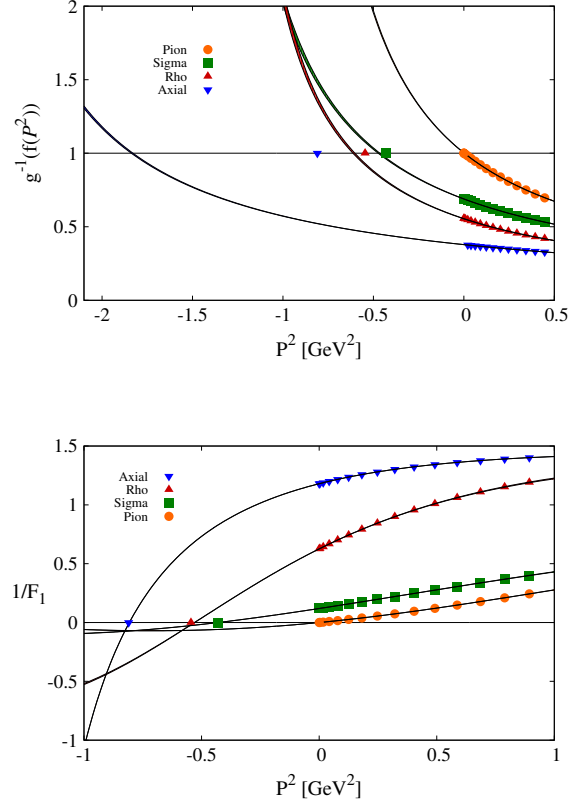 2
1.5
1
0.5
0
g⁻¹(f(P²))
Pion
Sigma
Rho
Axial
-2 -1.5 -1 -0.5 0 0.5
P² [GeV²]
1.5
1
0.5
0
-0.5
-1
1/F₁
Axial
Rho
Sigma
Pion
-1 -0.5 0 0.5 1
P² [GeV²]